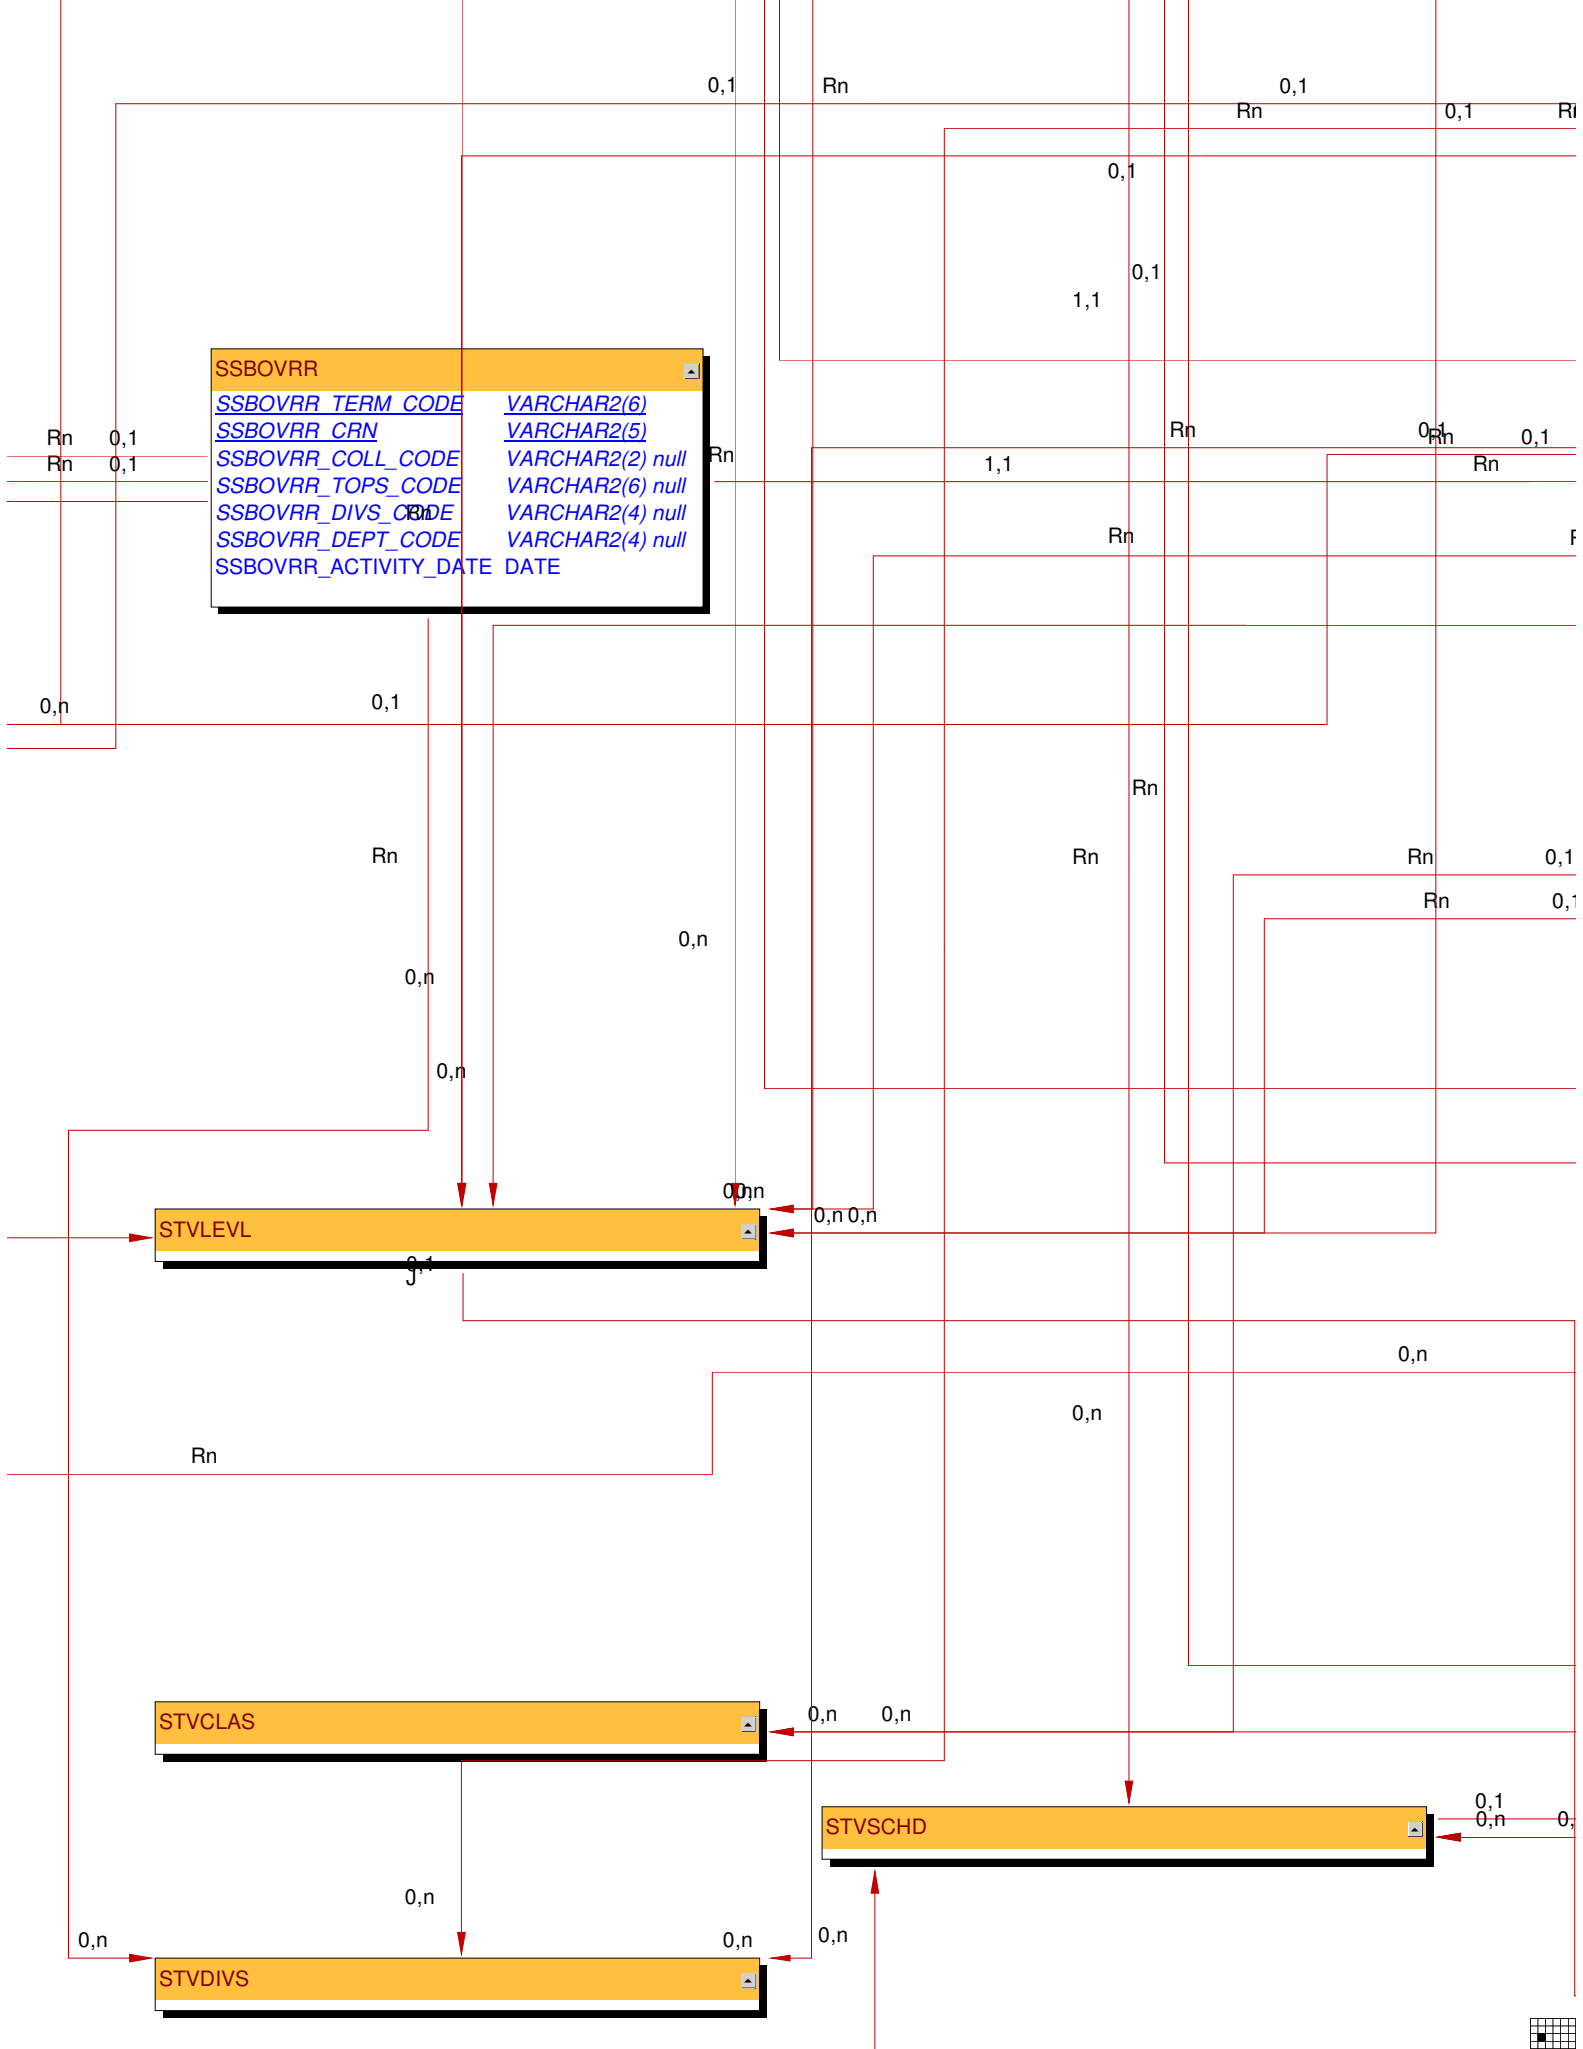 0,1 Rn 0,1
Rn 0,1
0,1
0,1
1,1
SSBOVRR
SSBOVRR_TERM_CODE VARCHAR2(6)
SSBOVRR_CRN VARCHAR2(5)
Rn 0,1 Rn 0,1
Rn 0,1 SSBOVRR_COLL_CODE VARCHAR2(2) null Rn 1,1 Rn Rn 0,1
SSBOVRR_TOPS_CODE VARCHAR2(6) null
SSBOVRR_DIVS_CODE VARCHAR2(4) null
Rn
SSBOVRR_DEPT_CODE VARCHAR2(4) null Rn
SSBOVRR_ACTIVITY_DATE DATE
0,n 0,1
Rn
Rn Rn Rn 0,1
Rn
0,n
0,n
0,n
0,n
0,n 0,n
STVLEVL
0,1
J
0,n
0,n
Rn
0,n 0,n
STVCLAS
0,1
0,n
STVSCHD
0,n
0,n 0,n 0,n
STVDIVS